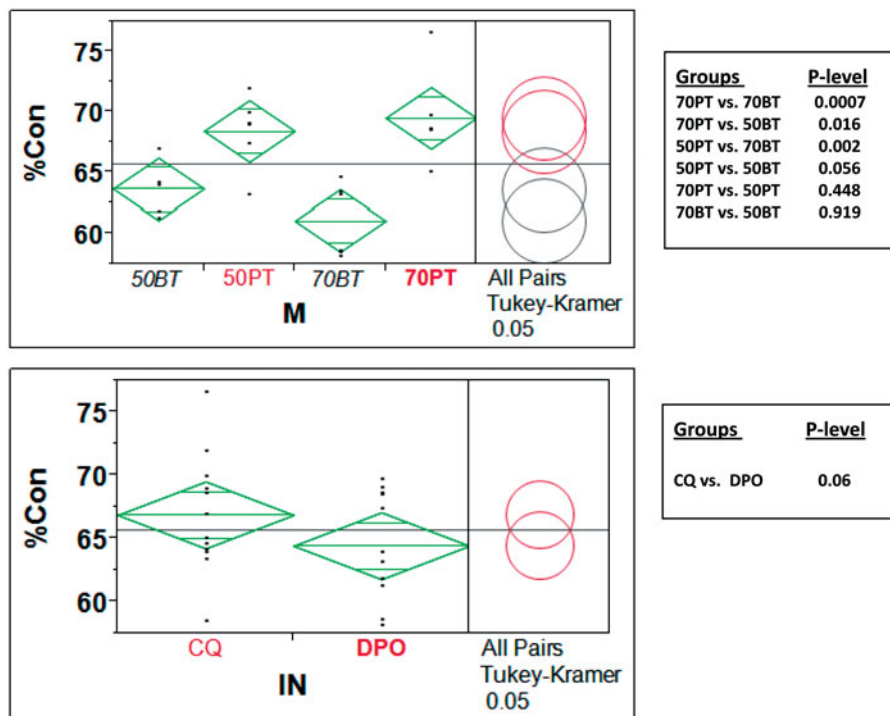 %Con
75
70
65
60
50BT 50PT 70BT 70PT
M
All Pairs
Tukey-Kramer
0.05
Groups P-level
70PT vs. 70BT 0.0007
70PT vs. 50BT 0.016
50PT vs. 70BT 0.002
50PT vs. 50BT 0.056
70PT vs. 50PT 0.448
70BT vs. 50BT 0.919
%Con
75
70
65
60
CQ DPO
IN
All Pairs
Tukey-Kramer
0.05
Groups P-level
CQ vs. DPO 0.06